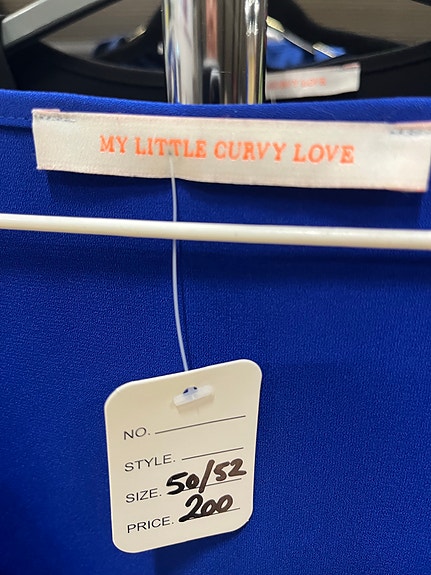 MY LITTLE CURVY LOVE
NO.
STYLE.
SIZE. 50/52
PRICE. 200